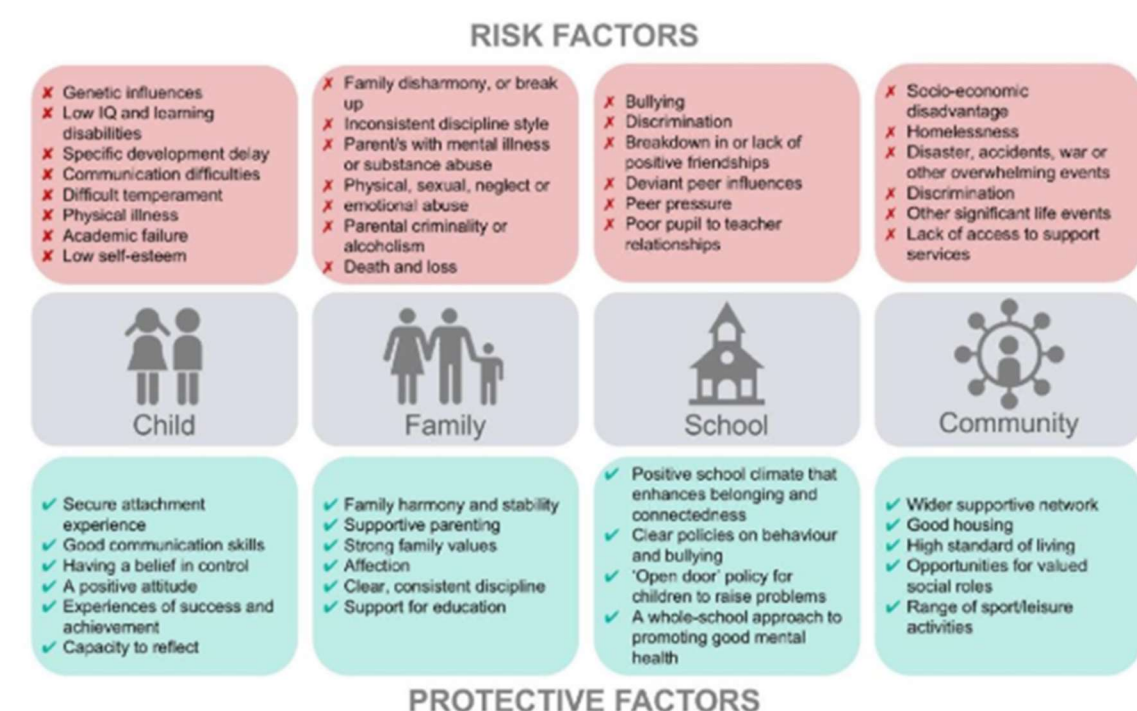 RISK FACTORS
✗ Genetic influences
✗ Low IQ and learning
disabilities
✗ Specific development delay
✗ Communication difficulties
✗ Difficult temperament
✗ Physical illness
✗ Academic failure
✗ Low self-esteem
✗ Family disharmony, or break
up
✗ Inconsistent discipline style
✗ Parent/s with mental illness
or substance abuse
✗ Physical, sexual, neglect or
✗ emotional abuse
✗ Parental criminality or
alcoholism
✗ Death and loss
✗ Bullying
✗ Discrimination
✗ Breakdown in or lack of
positive friendships
✗ Deviant peer influences
✗ Peer pressure
✗ Poor pupil to teacher
relationships
✗ Socio-economic
disadvantage
✗ Homelessness
✗ Disaster, accidents, war or
other overwhelming events
✗ Discrimination
✗ Other significant life events
✗ Lack of access to support
services
Child
Family
School
Community
✔ Secure attachment
experience
✔ Good communication skills
✔ Having a belief in control
✔ A positive attitude
✔ Experiences of success and
achievement
✔ Capacity to reflect
✔ Family harmony and stability
✔ Supportive parenting
✔ Strong family values
✔ Affection
✔ Clear, consistent discipline
✔ Support for education
✔ Positive school climate that
enhances belonging and
connectedness
✔ Clear policies on behaviour
and bullying
✔ 'Open door' policy for
children to raise problems
✔ A whole-school approach to
promoting good mental
health
✔ Wider supportive network
✔ Good housing
✔ High standard of living
✔ Opportunities for valued
social roles
✔ Range of sport/leisure
activities
PROTECTIVE FACTORS